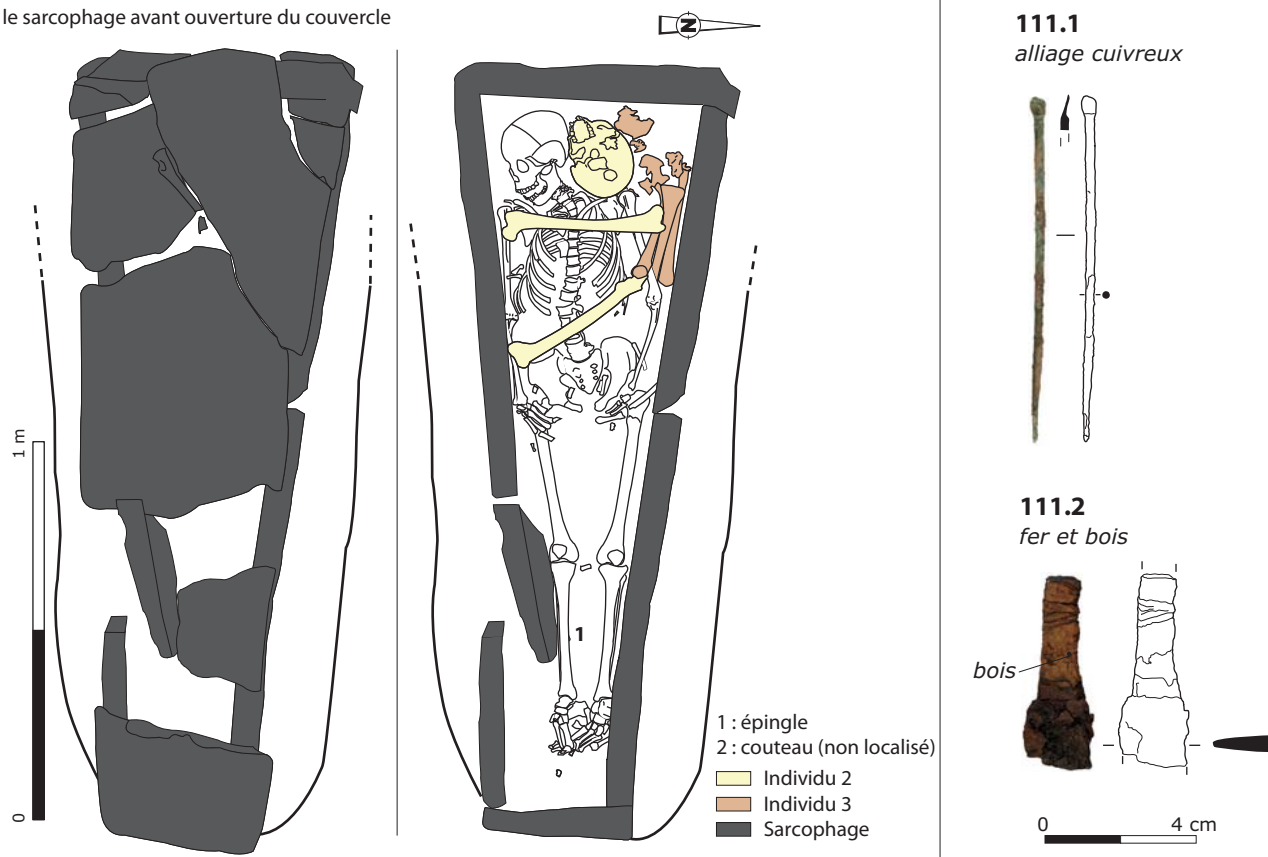 le sarcophage avant ouverture du couvercle
N
1 m
0
1
1 : épingle
2 : couteau (non localisé)
Individu 2
Individu 3
Sarcophage
111.1
alliage cuivreux
111.2
fer et bois
bois
0 4 cm